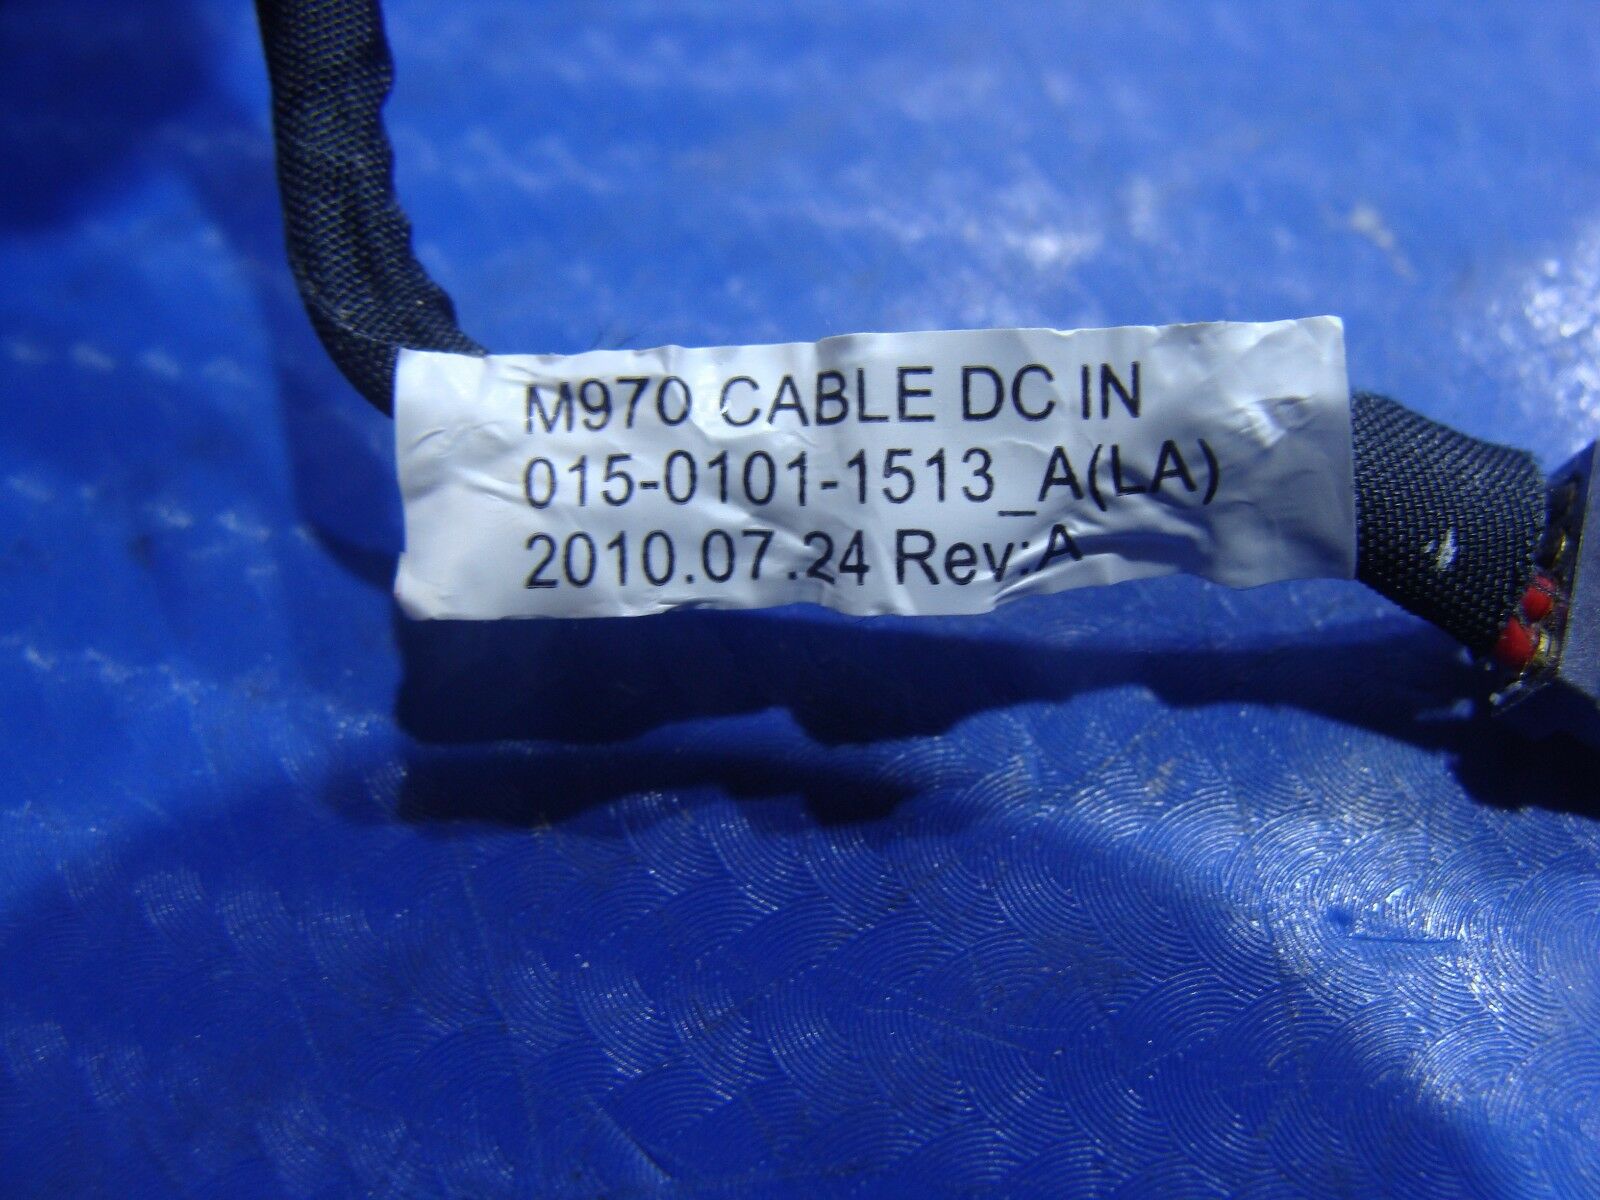 M970 CABLE DC IN
015-0101-1513_A(LA)
2010.07.24 Rev:A